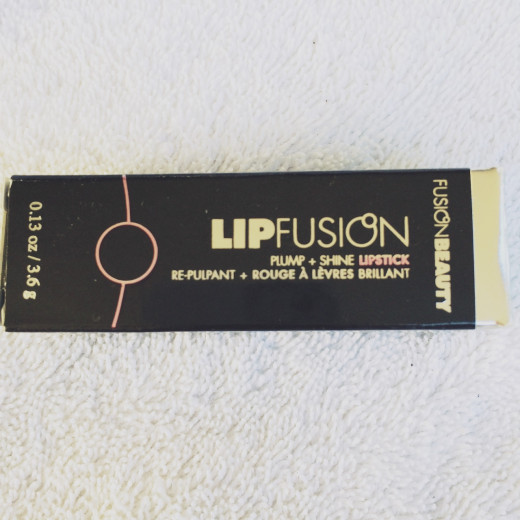 LIPFUSION
PLUMP + SHINE LIPSTICK
RE-PULPANT + ROUGE À LÈVRES BRILLANT
FUSIONBEAUTY
0.13 oz / 3.6 g